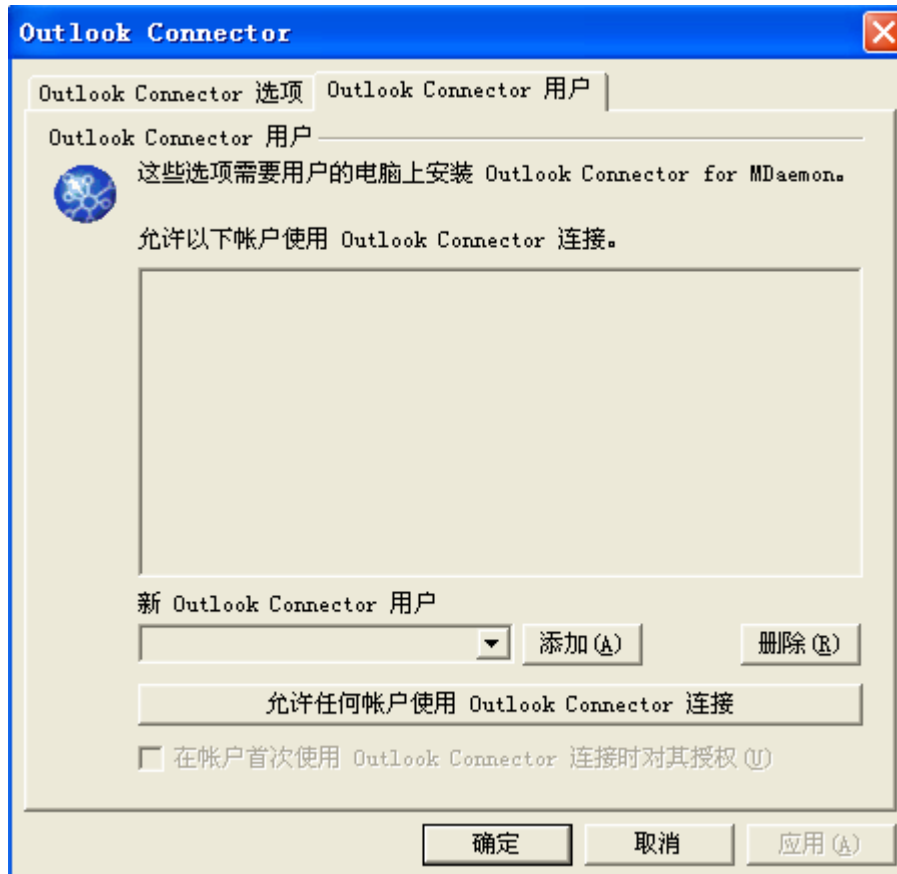 Outlook Connector
Outlook Connector 选项 Outlook Connector 用户
Outlook Connector 用户
这些选项需要用户的电脑上安装 Outlook Connector for MDaemon。
允许以下帐户使用 Outlook Connector 连接。
新 Outlook Connector 用户
添加(A) 删除(R)
允许任何帐户使用 Outlook Connector 连接
在帐户首次使用 Outlook Connector 连接时对其授权(U)
确定 取消 应用(A)